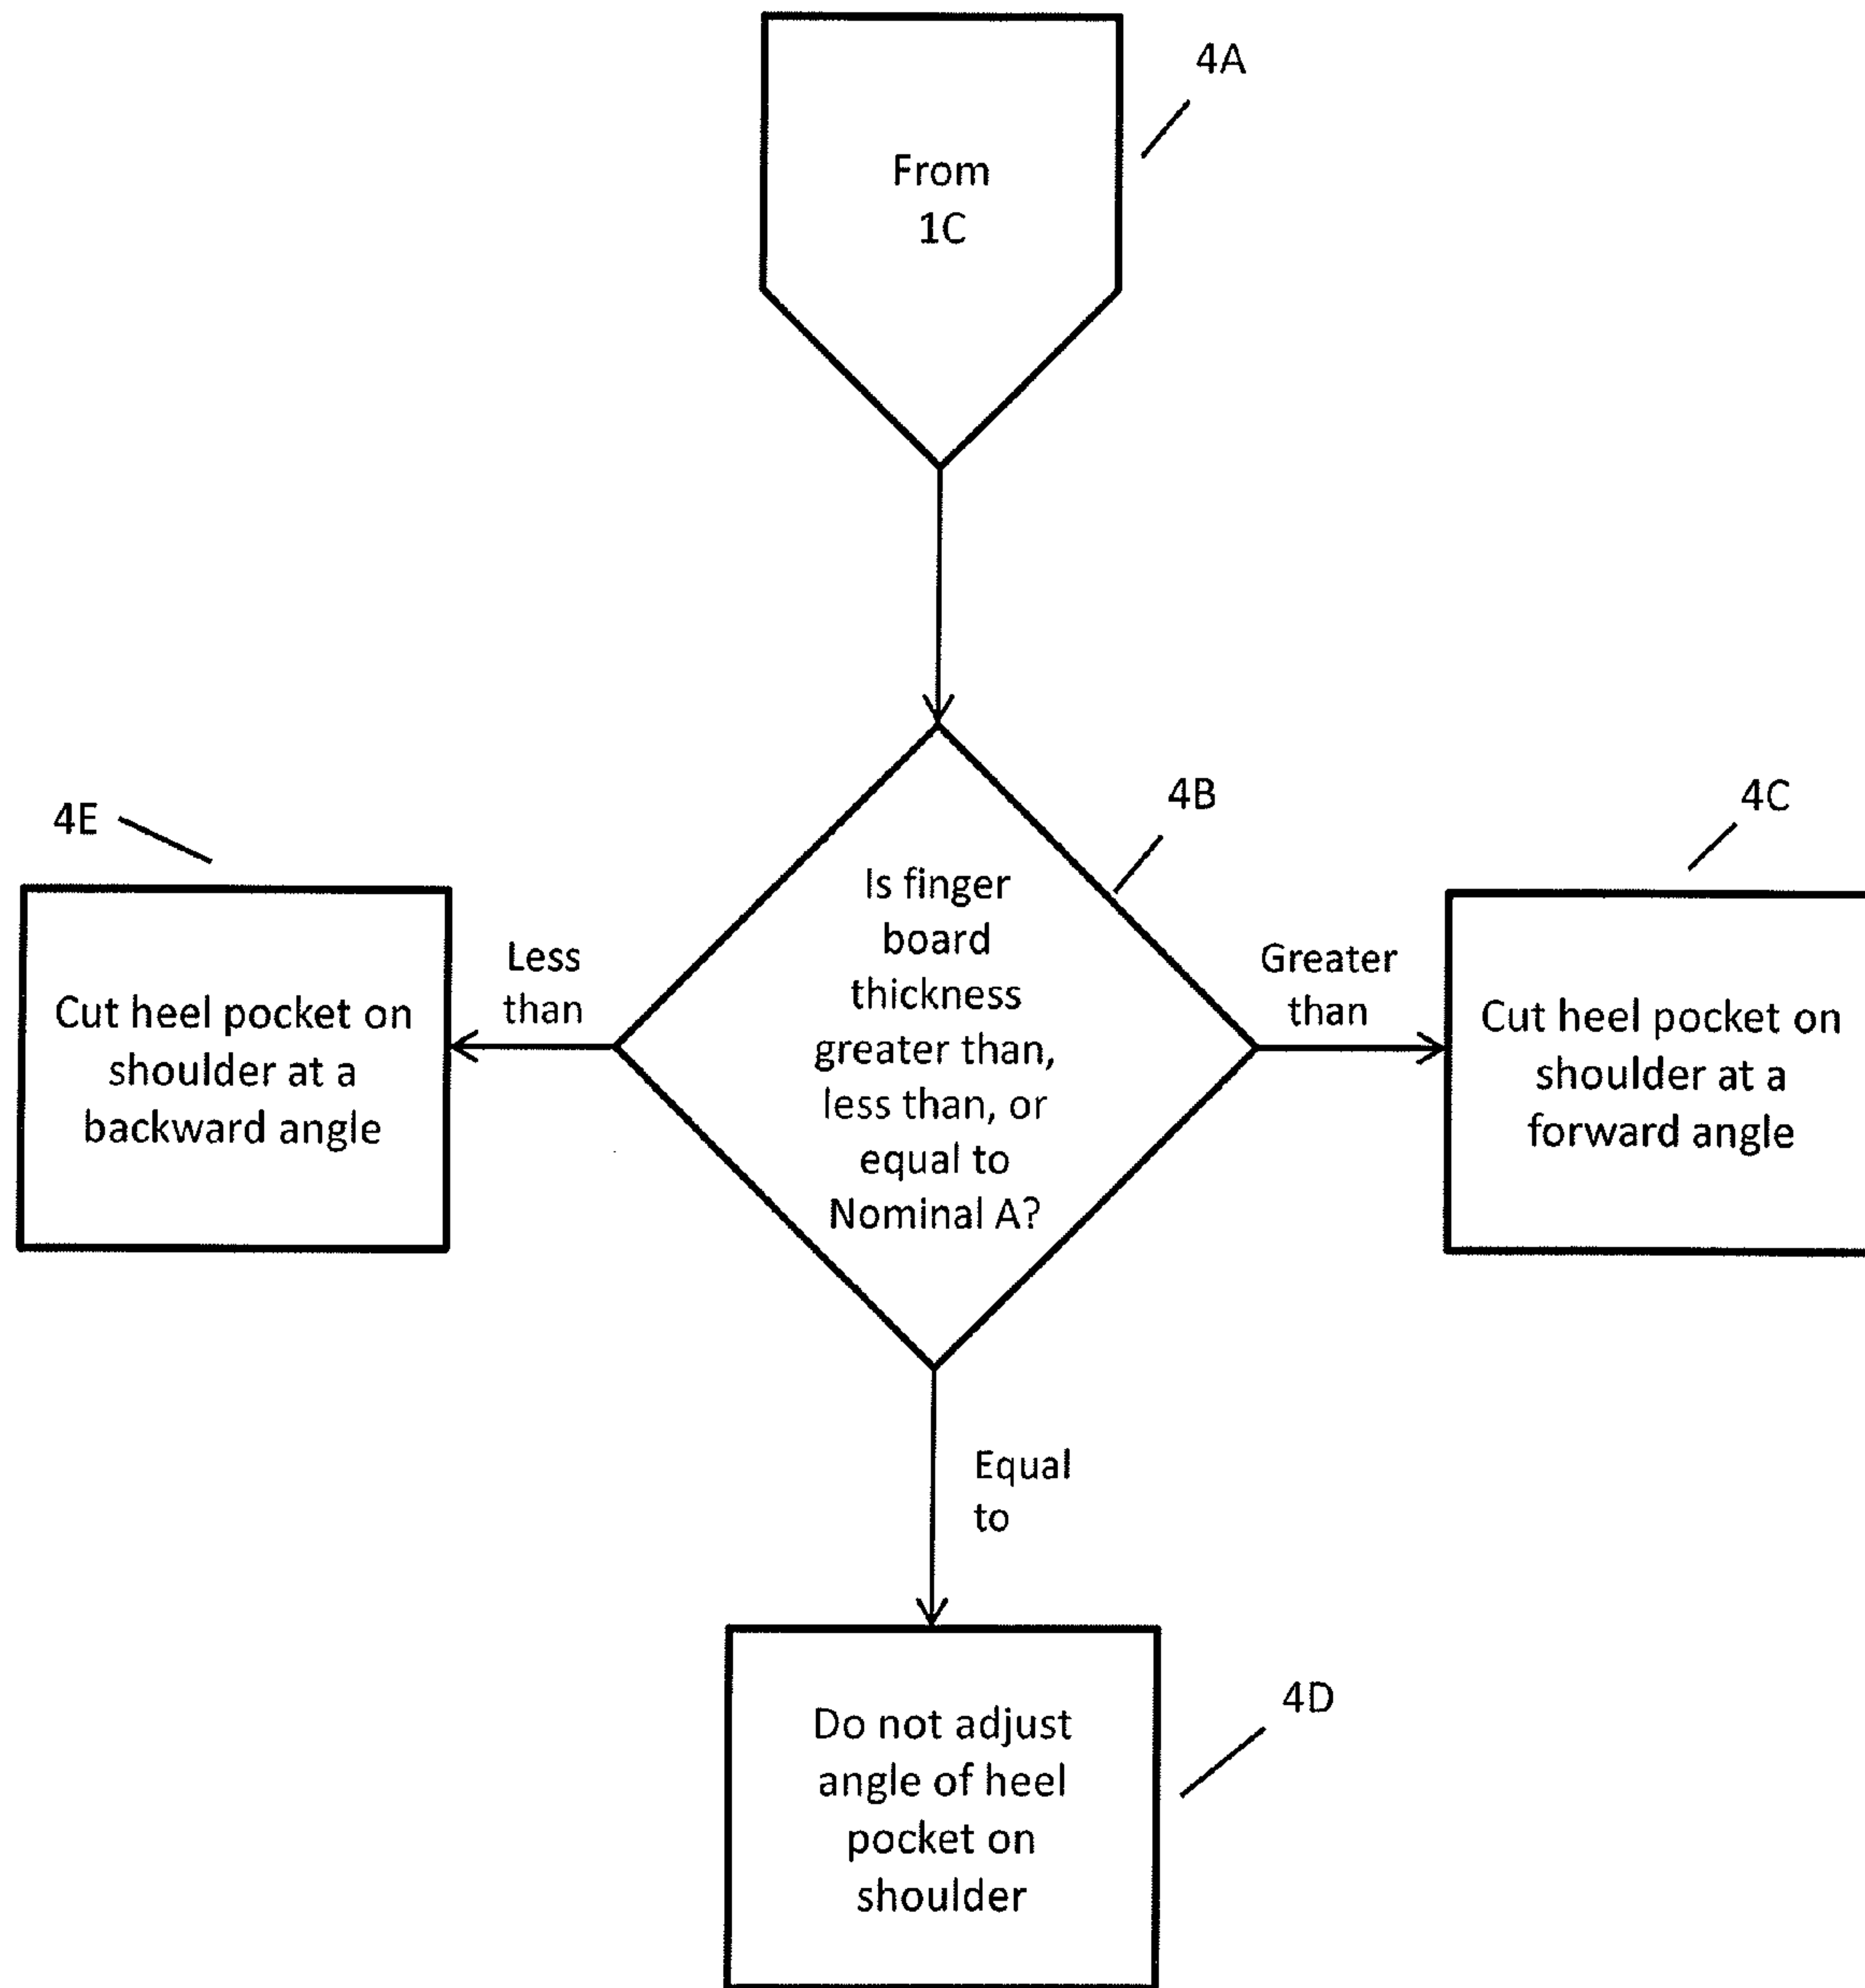 4A
From
1C
4B
4C
4E
Is finger
board
thickness
greater than,
less than, or
equal to
Nominal A?
Less
than
Greater
than
Cut heel pocket on
shoulder at a
backward angle
Cut heel pocket on
shoulder at a
forward angle
Equal
to
4D
Do not adjust
angle of heel
pocket on
shoulder